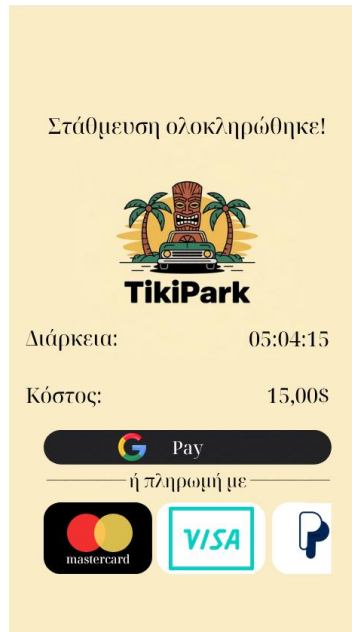 Στάθμευση ολοκληρώθηκε!
TikiPark
Διάρκεια: 05:04:15
Κόστος: 15,00$
G Pay
ή πληρωμή με
mastercard VISA P